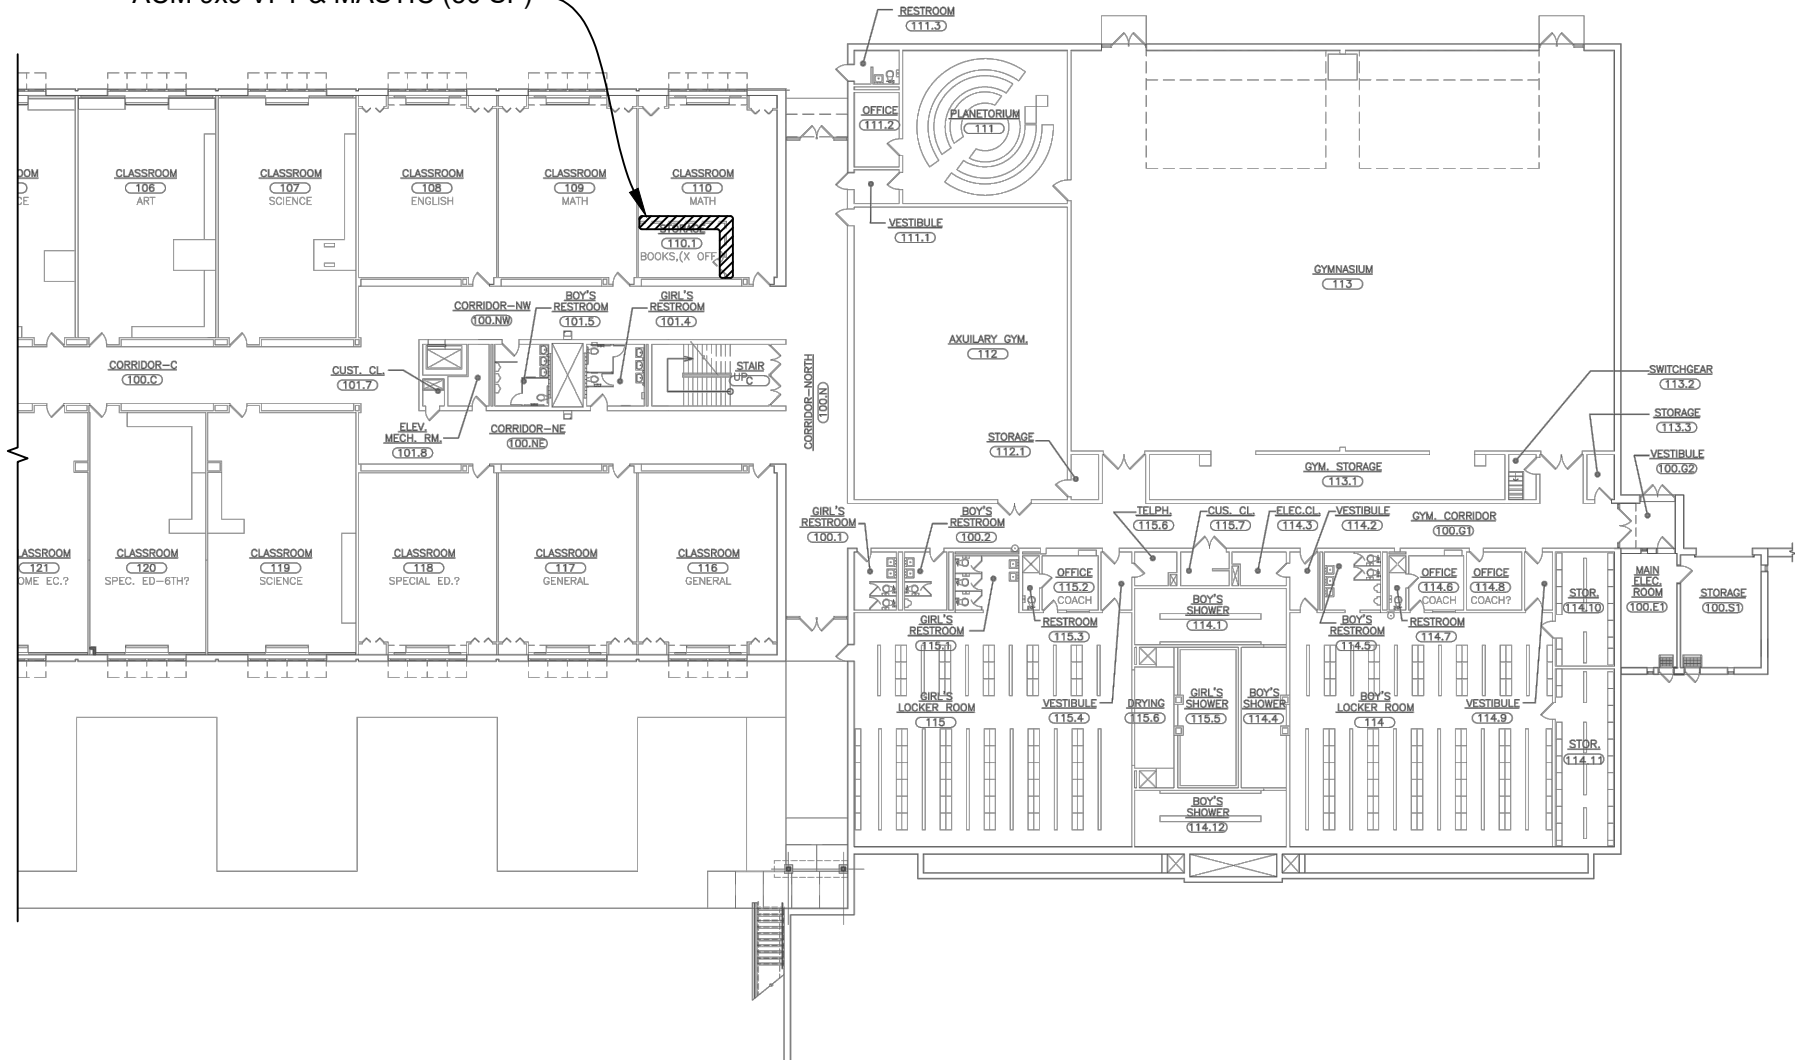 RESTROOM
111.3
OFFICE
111.2
PLANETORIUM
111
CLASSROOM
106
ART
CLASSROOM
107
SCIENCE
CLASSROOM
108
ENGLISH
CLASSROOM
109
MATH
CLASSROOM
110
MATH
STORAGE
110.1
BOOKS,(X OFF.
VESTIBULE
111.1
GYMNASIUM
113
CORRIDOR-NW
100.NW
BOY'S
RESTROOM
101.5
GIRL'S
RESTROOM
101.4
AXUILARY GYM.
112
CORRIDOR-C
100.C
CUST. CL.
101.7
STAIR
UP
C
CORRIDOR-NORTH
100.N
SWITCHGEAR
113.2
STORAGE
113.3
ELEV.
MECH. RM.
101.8
CORRIDOR-NE
100.NE
STORAGE
112.1
GYM. STORAGE
113.1
VESTIBULE
100.G2
GIRL'S
RESTROOM
100.1
BOY'S
RESTROOM
100.2
TELPH.
115.6
CUS. CL.
115.7
ELEC.CL.
114.3
VESTIBULE
114.2
GYM. CORRIDOR
100.G1
121
OME EC.?
CLASSROOM
120
SPEC. ED-6TH?
CLASSROOM
119
SCIENCE
CLASSROOM
118
SPECIAL ED.?
CLASSROOM
117
GENERAL
CLASSROOM
116
GENERAL
OFFICE
115.2
COACH
OFFICE
114.6
COACH
OFFICE
114.8
COACH?
STOR.
114.10
MAIN
ELEC.
ROOM
100.E1
STORAGE
100.S1
BOY'S
SHOWER
114.1
GIRL'S
RESTROOM
115.1
RESTROOM
115.3
BOY'S
RESTROOM
114.5
RESTROOM
114.7
GIRL'S
LOCKER ROOM
115
VESTIBULE
115.4
DRYING
115.6
GIRL'S
SHOWER
115.5
BOY'S
SHOWER
114.4
BOY'S
LOCKER ROOM
114
VESTIBULE
114.9
STOR.
114.11
BOY'S
SHOWER
114.12